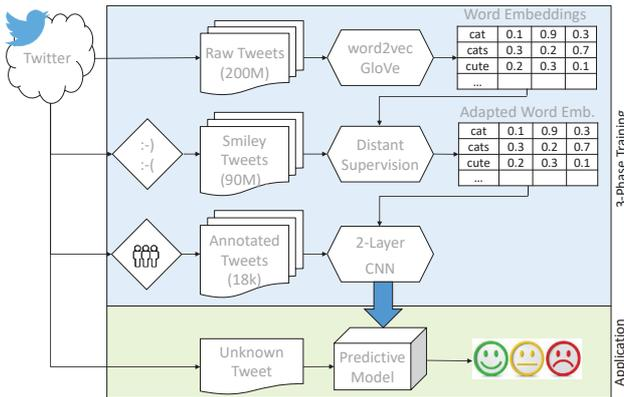 Twitter
Raw Tweets
(200M)
word2vec
GloVe
Word Embeddings
cat 0.1 0.9 0.3
cats 0.3 0.2 0.7
cute 0.2 0.3 0.1
...
:-)
:-(
Smiley
Tweets
(90M)
Distant
Supervision
Adapted Word Emb.
cat 0.1 0.9 0.3
cats 0.3 0.2 0.7
cute 0.2 0.3 0.1
...
Annotated
Tweets
(18k)
2-Layer
CNN
3-Phase Training
Unknown
Tweet
Predictive
Model
Application